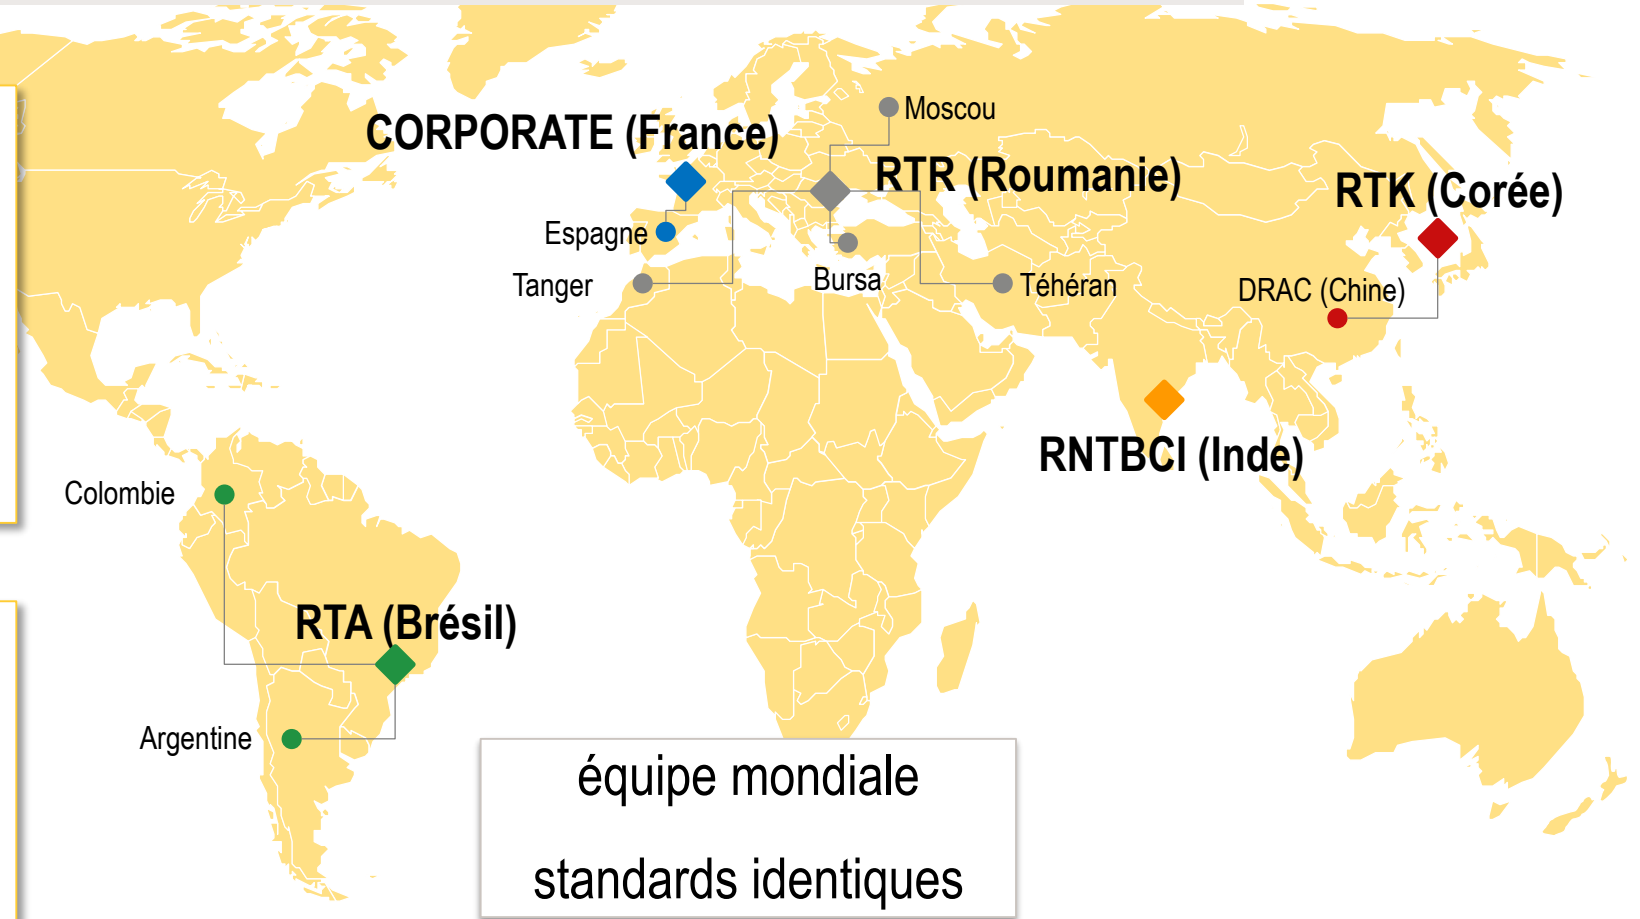 Moscou
CORPORATE (France)
RTR (Roumanie)
RTK (Corée)
Espagne
Tanger
Bursa
Téhéran
DRAC (Chine)
RNTBCI (Inde)
Colombie
RTA (Brésil)
Argentine
équipe mondiale
standards identiques